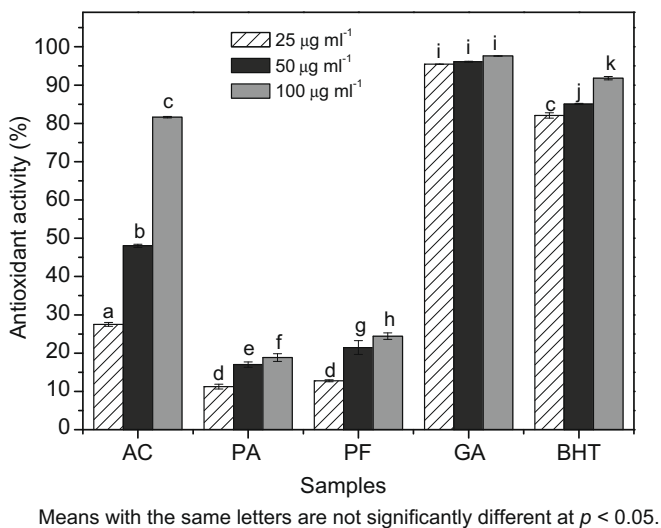 25 µg ml⁻¹
50 µg ml⁻¹
100 µg ml⁻¹
Antioxidant activity (%)
100
90
80
70
60
50
40
30
20
10
0
a
b
c
d
e
f
d
g
h
i
i
i
c
j
k
AC PA PF GA BHT
Samples
Means with the same letters are not significantly different at p < 0.05.